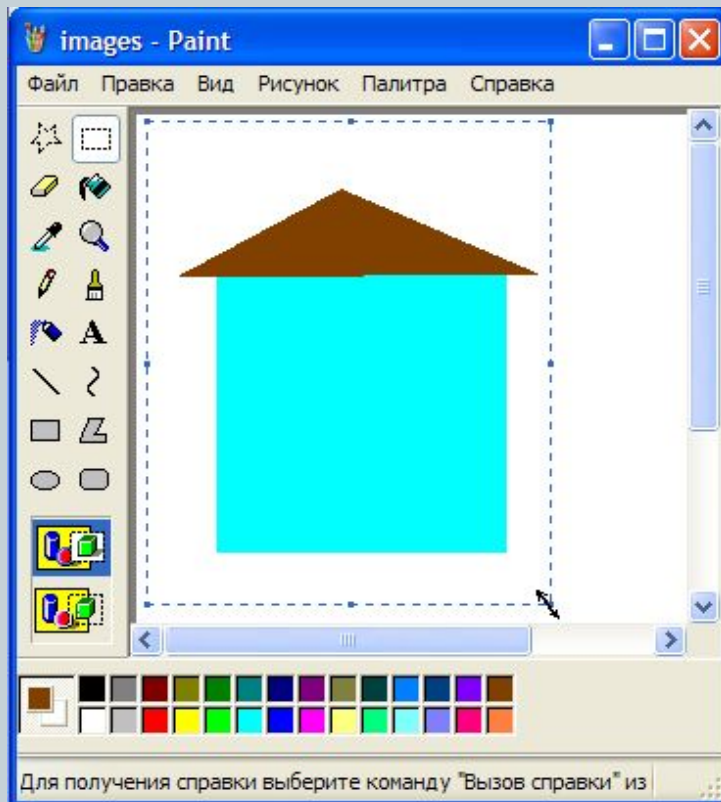 images - Paint
Файл Правка Вид Рисунок Палитра Справка
A
Для получения справки выберите команду "Вызов справки" из